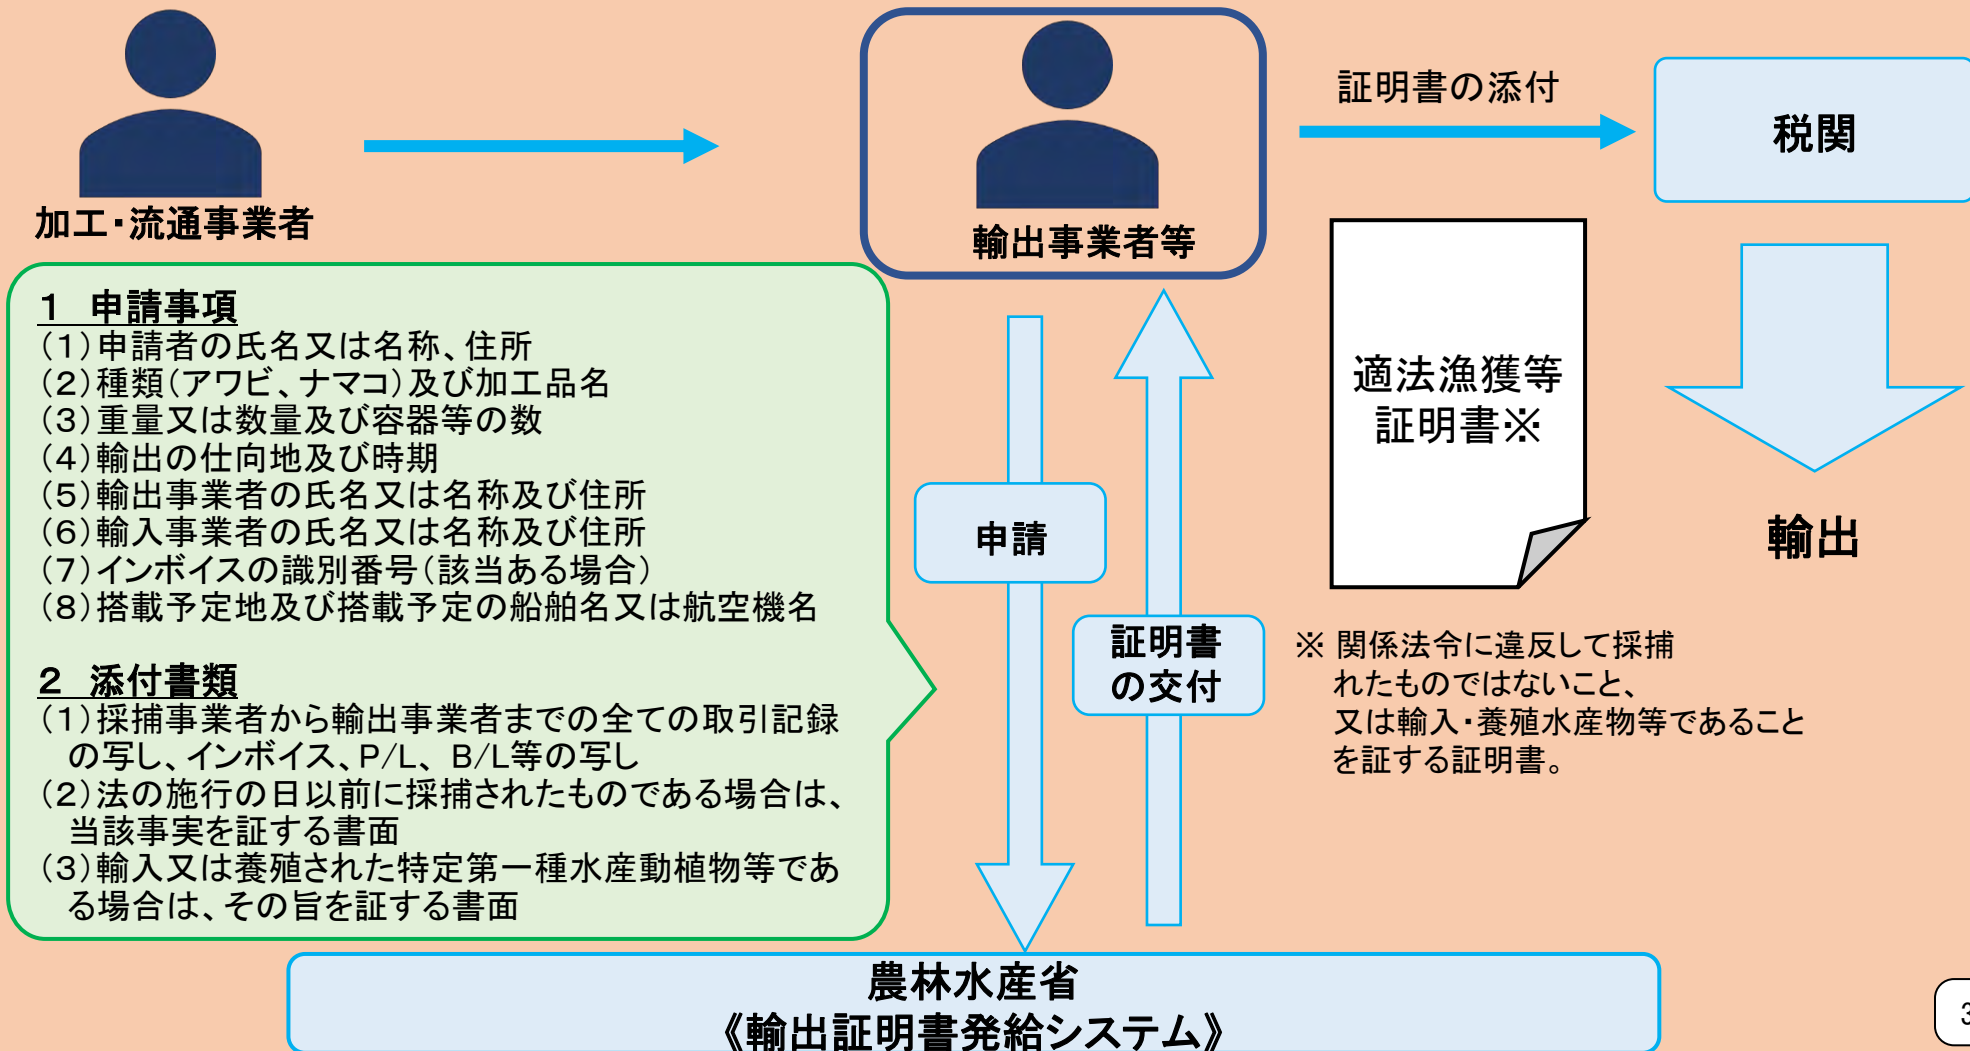 加工・流通事業者
輸出事業者等
証明書の添付
税関
1 申請事項
（1）申請者の氏名又は名称、住所
（2）種類（アワビ、ナマコ）及び加工品名
（3）重量又は数量及び容器等の数
（4）輸出の仕向地及び時期
（5）輸出事業者の氏名又は名称及び住所
（6）輸入事業者の氏名又は名称及び住所
（7）インボイスの識別番号（該当ある場合）
（8）搭載予定地及び搭載予定の船舶名又は航空機名
2 添付書類
（1）採捕事業者から輸出事業者までの全ての取引記録
の写し、インボイス、P/L、B/L等の写し
（2）法の施行の日以前に採捕されたものである場合は、
当該事実を証する書面
（3）輸入又は養殖された特定第一種水産動植物等であ
る場合は、その旨を証する書面
申請
証明書
の交付
適法漁獲等
証明書※
輸出
※ 関係法令に違反して採捕
れたものではないこと、
又は輸入・養殖水産物等であること
を証する証明書。
農林水産省
《輸出証明書発給システム》
3